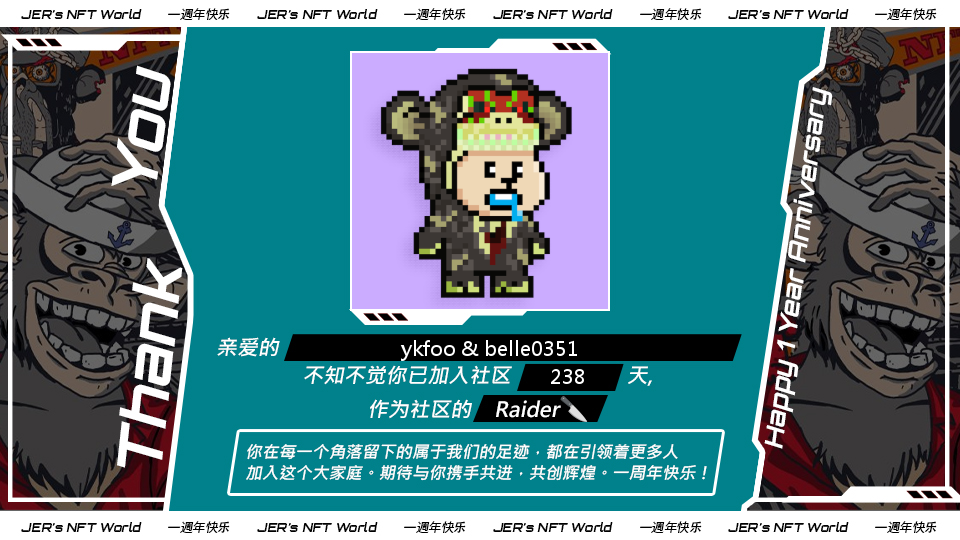 JER's NFT World 一週年快乐 JER's NFT World 一週年快乐 JER's NFT World 一週年快乐 JER's NFT World 一週年快乐
Thank You
Happy 1 Year Anniversary
亲爱的 ykfoo & belle0351
不知不觉你已加入社区 238 天,
作为社区的 Raider🔪
你在每一个角落留下的属于我们的足迹，都在引领着更多人
加入这个大家庭。期待与你携手共进，共创辉煌。一周年快乐！
JER's NFT World 一週年快乐 JER's NFT World 一週年快乐 JER's NFT World 一週年快乐 JER's NFT World 一週年快乐